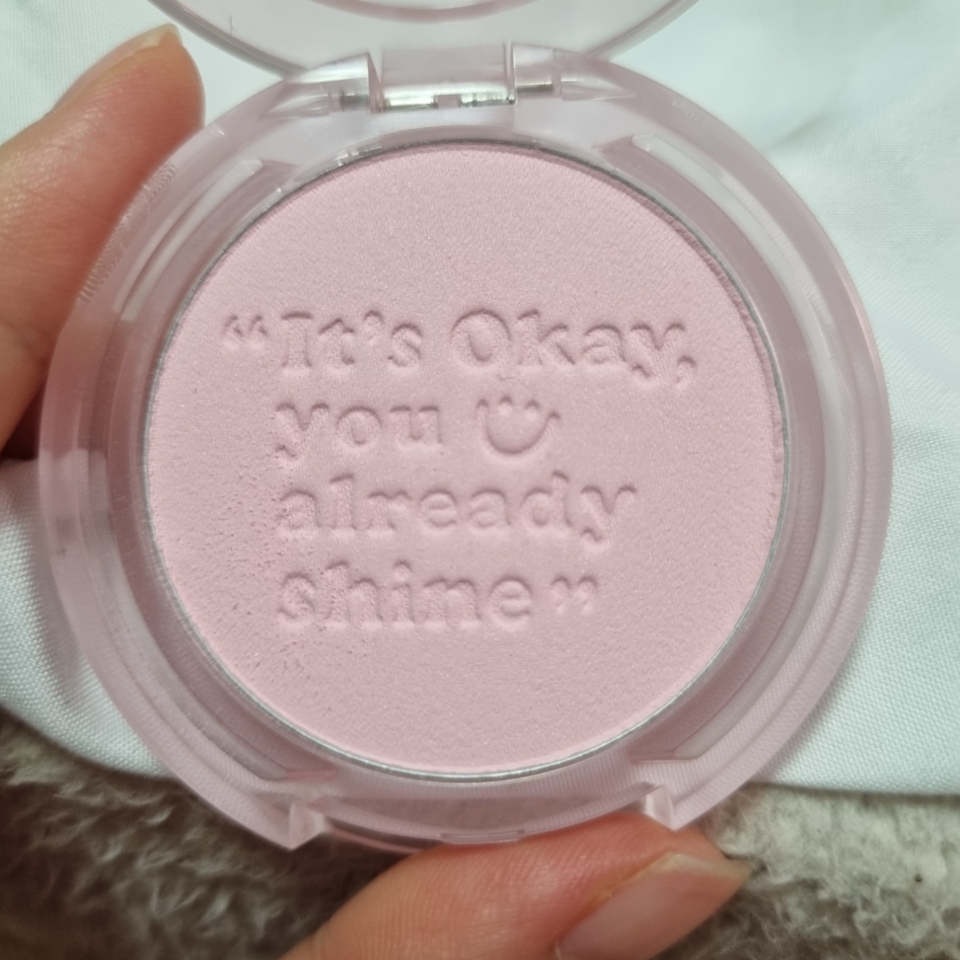 “It's Okay,
you
already
shine”